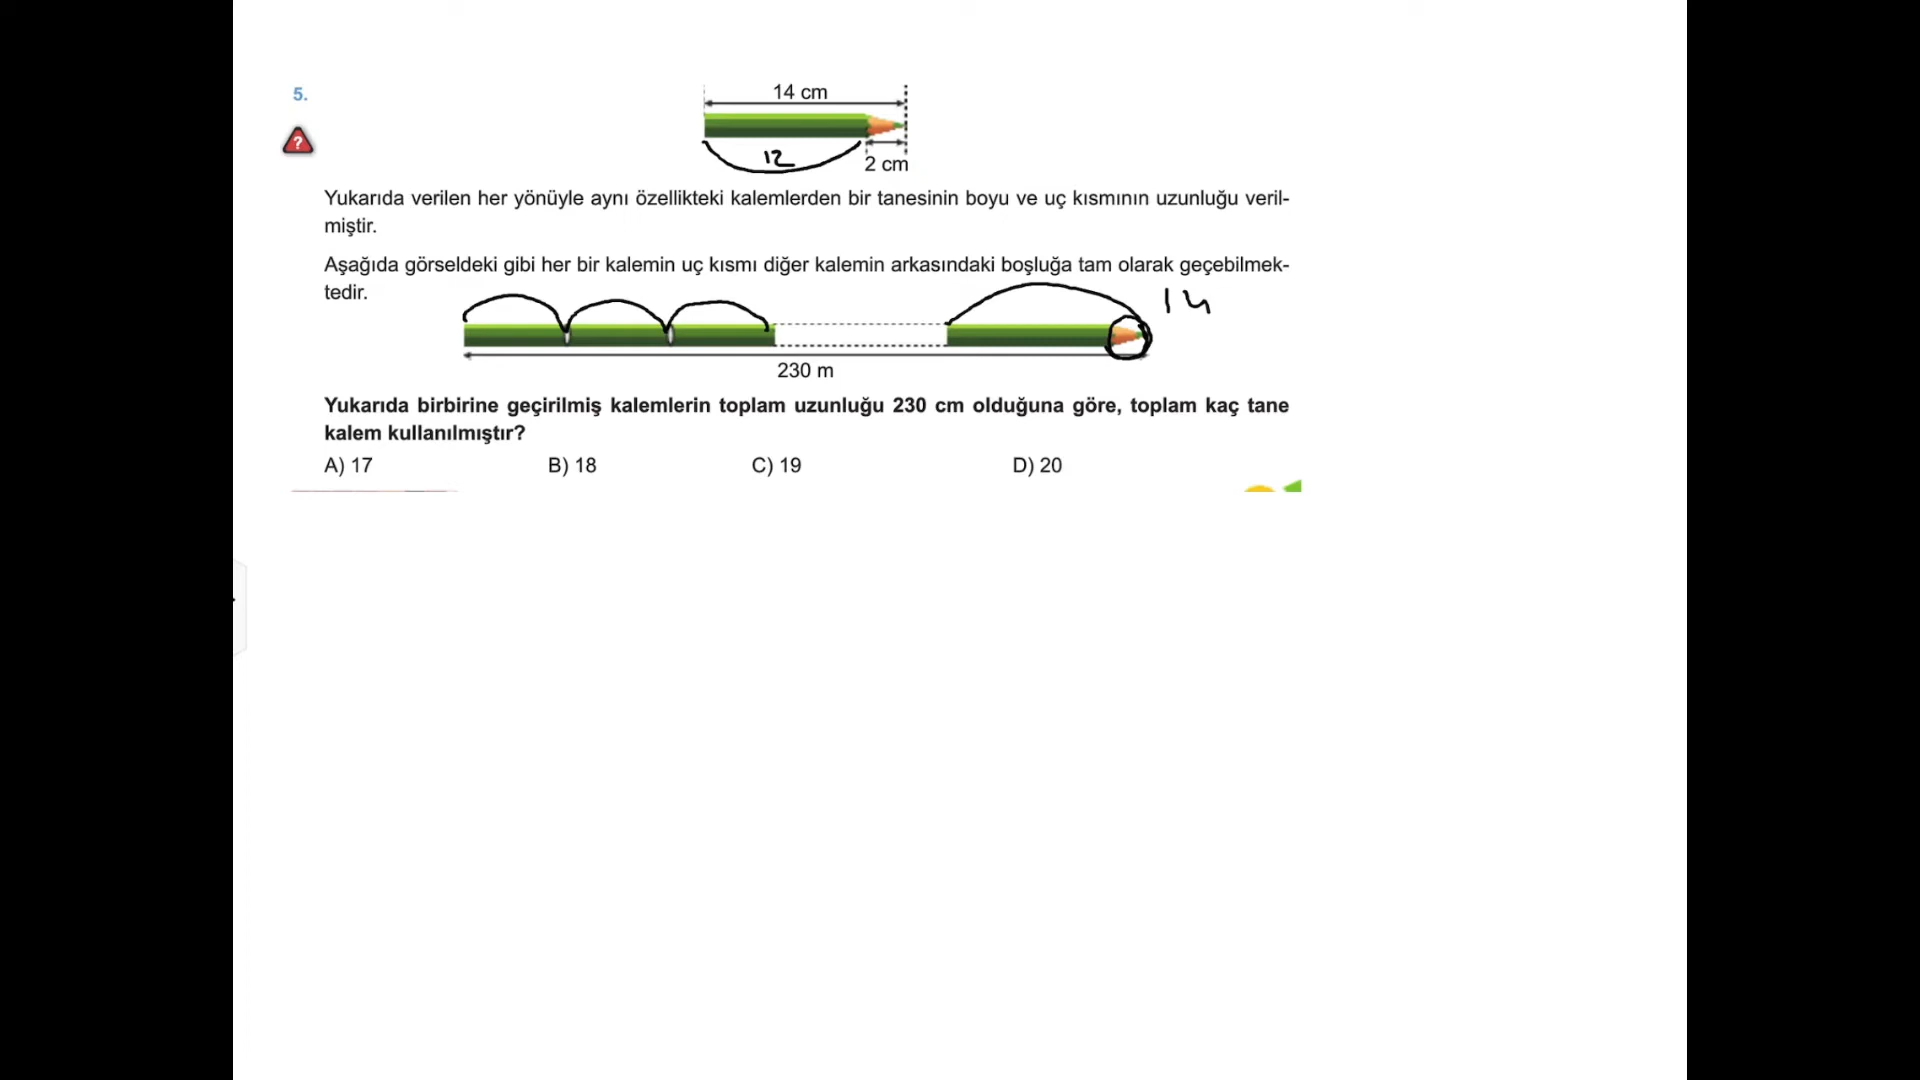 5.
14 cm
?
12
2 cm
Yukarıda verilen her yönüyle aynı özellikteki kalemlerden bir tanesinin boyu ve uç kısmının uzunluğu veril-
miştir.
Aşağıda görseldeki gibi her bir kalemin uç kısmı diğer kalemin arkasındaki boşluğa tam olarak geçebilmek-
tedir.
14
230 m
Yukarıda birbirine geçirilmiş kalemlerin toplam uzunluğu 230 cm olduğuna göre, toplam kaç tane
kalem kullanılmıştır?
A) 17 B) 18 C) 19 D) 20